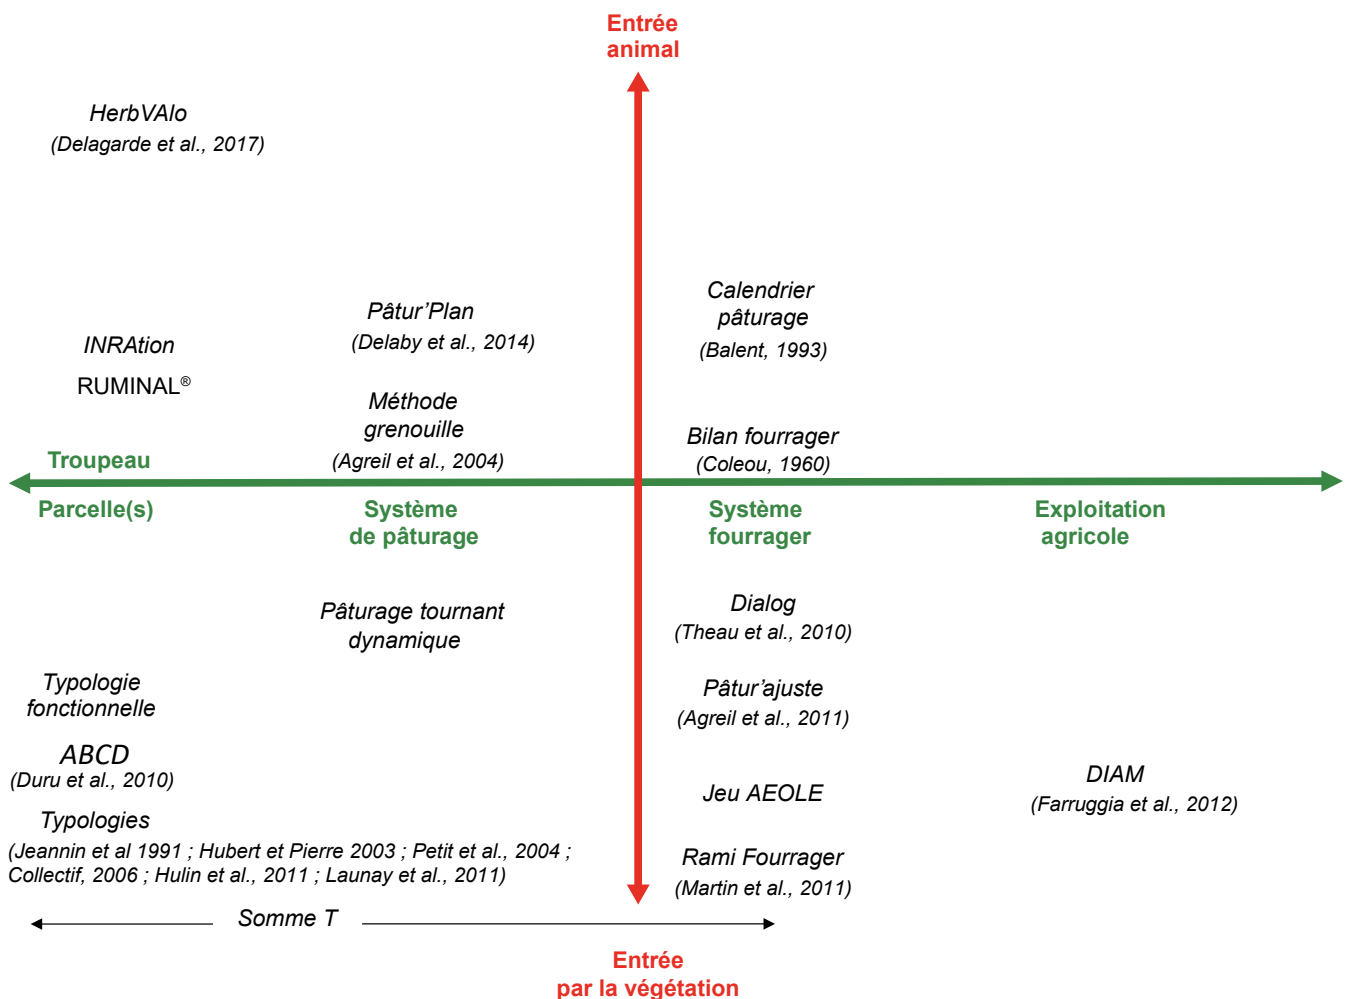 Entrée
animal
HerbVAlo
(Delagarde et al., 2017)
Calendrier
pâturage
(Balent, 1993)
Pâtur’Plan
(Delaby et al., 2014)
INRAtion
RUMINAL®
Méthode
grenouille
(Agreil et al., 2004)
Bilan fourrager
(Coleou, 1960)
Troupeau
Parcelle(s)
Système
de pâturage
Système
fourrager
Exploitation
agricole
Pâturage tournant
dynamique
Dialog
(Theau et al., 2010)
Typologie
fonctionnelle
Pâtur’ajuste
(Agreil et al., 2011)
ABCD
(Duru et al., 2010)
Jeu AEOLE
DIAM
(Farruggia et al., 2012)
Typologies
(Jeannin et al 1991 ; Hubert et Pierre 2003 ; Petit et al., 2004 ;
Collectif, 2006 ; Hulin et al., 2011 ; Launay et al., 2011)
Rami Fourrager
(Martin et al., 2011)
Somme T
Entrée
par la végétation